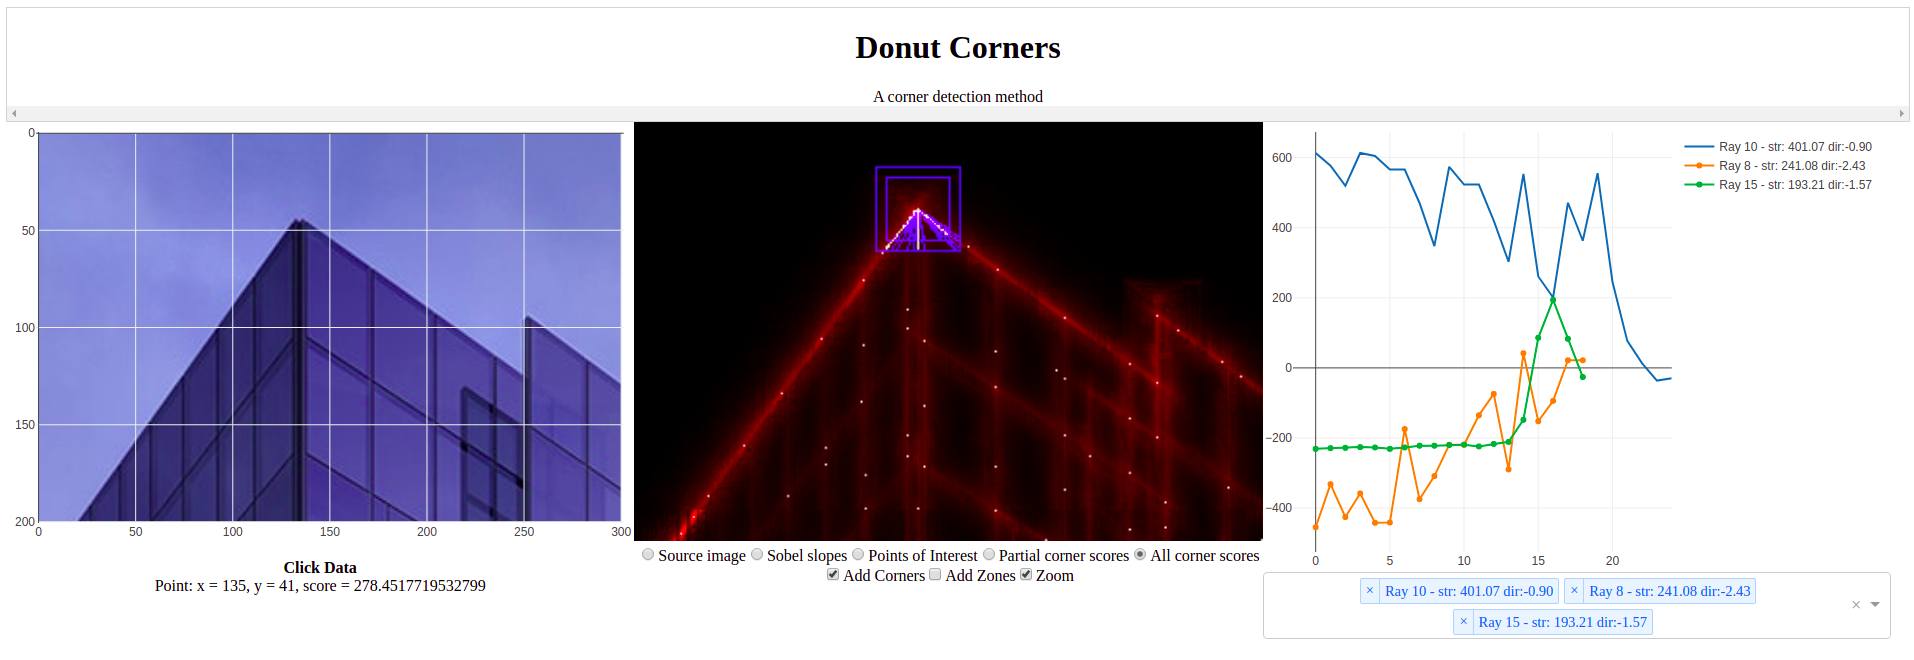 Donut Corners
A corner detection method
0
50
100
150
200
0 50 100 150 200 250 300
Click Data
Point: x = 135, y = 41, score = 278.4517719532799
Source image Sobel slopes Points of Interest Partial corner scores All corner scores
Add Corners Add Zones Zoom
600
400
200
0
−200
−400
0 5 10 15 20
Ray 10 - str: 401.07 dir:-0.90
Ray 8 - str: 241.08 dir:-2.43
Ray 15 - str: 193.21 dir:-1.57
× Ray 10 - str: 401.07 dir:-0.90 × Ray 8 - str: 241.08 dir:-2.43
× Ray 15 - str: 193.21 dir:-1.57
×